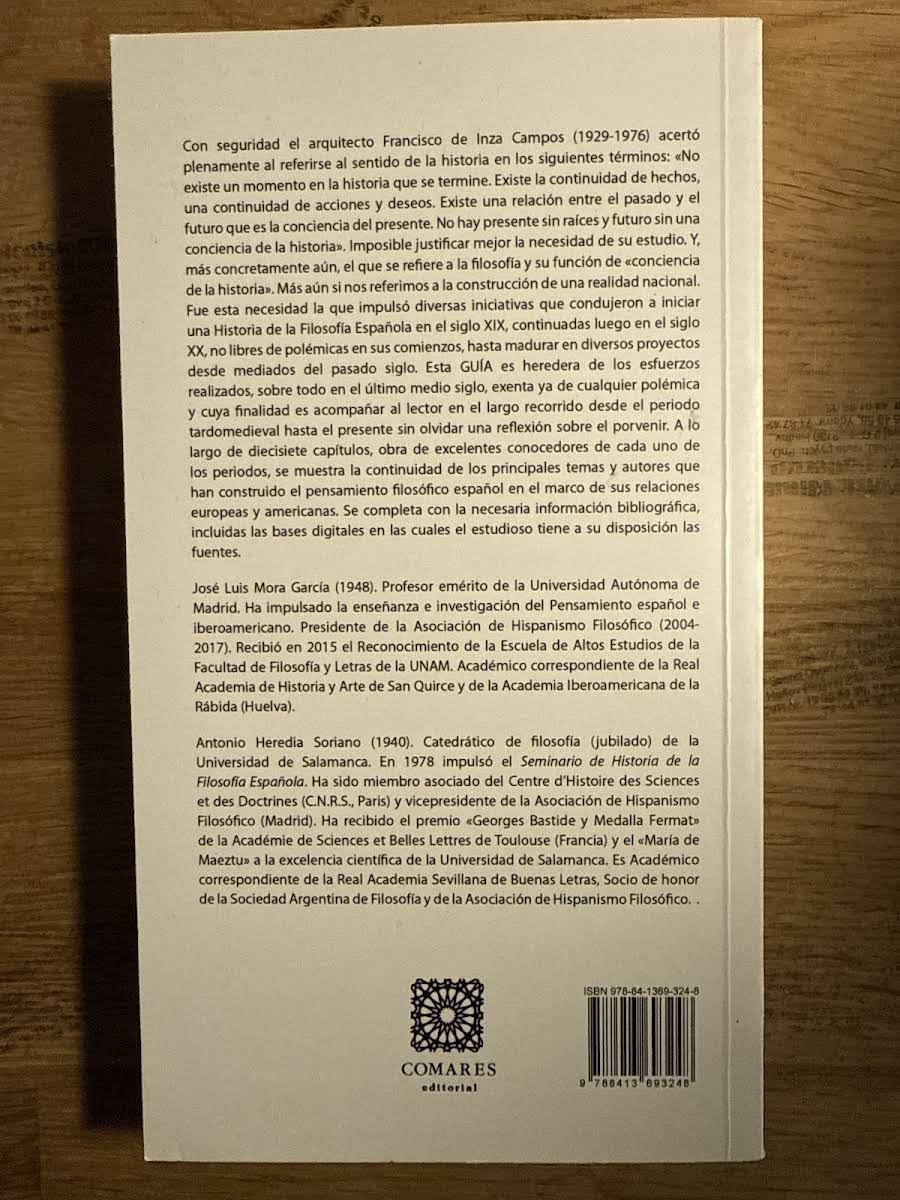 Con seguridad el arquitecto Francisco de Inza Campos (1929-1976) acertó
plenamente al referirse al sentido de la historia en los siguientes términos: «No
existe un momento en la historia que se termine. Existe la continuidad de hechos,
una continuidad de acciones y deseos. Existe una relación entre el pasado y el
futuro que es la conciencia del presente. No hay presente sin raíces y futuro sin una
conciencia de la historia». Imposible justificar mejor la necesidad de su estudio. Y,
más concretamente aún, el que se refiere a la filosofía y su función de «conciencia
de la historia». Más aún si nos referimos a la construcción de una realidad nacional.
Fue esta necesidad la que impulsó diversas iniciativas que condujeron a iniciar
una Historia de la Filosofía Española en el siglo XIX, continuadas luego en el siglo
XX, no libres de polémicas en sus comienzos, hasta madurar en diversos proyectos
desde mediados del pasado siglo. Esta GUÍA es heredera de los esfuerzos
realizados, sobre todo en el último medio siglo, exenta ya de cualquier polémica
y cuya finalidad es acompañar al lector en el largo recorrido desde el periodo
tardomedieval hasta el presente sin olvidar una reflexión sobre el porvenir. A lo
largo de diecisiete capítulos, obra de excelentes conocedores de cada uno de
los periodos, se muestra la continuidad de los principales temas y autores que
han construido el pensamiento filosófico español en el marco de sus relaciones
europeas y americanas. Se completa con la necesaria información bibliográfica,
incluidas las bases digitales en las cuales el estudioso tiene a su disposición las
fuentes.
José Luis Mora García (1948). Profesor emérito de la Universidad Autónoma de
Madrid. Ha impulsado la enseñanza e investigación del Pensamiento español e
iberoamericano. Presidente de la Asociación de Hispanismo Filosófico (2004-
2017). Recibió en 2015 el Reconocimiento de la Escuela de Altos Estudios de la
Facultad de Filosofía y Letras de la UNAM. Académico correspondiente de la Real
Academia de Historia y Arte de San Quirce y de la Academia Iberoamericana de la
Rábida (Huelva).
Antonio Heredia Soriano (1940). Catedrático de filosofía (jubilado) de la
Universidad de Salamanca. En 1978 impulsó el Seminario de Historia de la
Filosofía Española. Ha sido miembro asociado del Centre d'Histoire des Sciences
et des Doctrines (C.N.R.S., Paris) y vicepresidente de la Asociación de Hispanismo
Filosófico (Madrid). Ha recibido el premio «Georges Bastide y Medalla Fermat»
de la Académie de Sciences et Belles Lettres de Toulouse (Francia) y el «María de
Maeztu» a la excelencia científica de la Universidad de Salamanca. Es Académico
correspondiente de la Real Academia Sevillana de Buenas Letras, Socio de honor
de la Sociedad Argentina de Filosofía y de la Asociación de Hispanismo Filosófico. .
COMARES
editorial
ISBN 978-84-1369-324-8
9 788413 693248